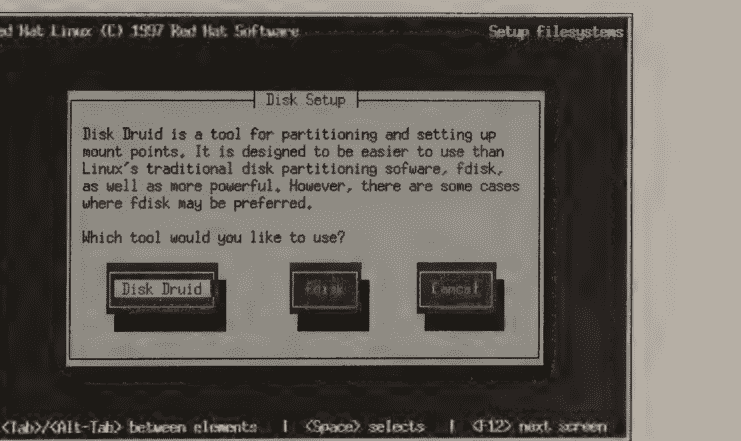 ed Hat Linux (C) 1997 Red Hat Software Setup filesystems
Disk Setup
Disk Druid is a tool for partitioning and setting up
mount points. It is designed to be easier to use than
Linux's traditional disk partitioning sofware, fdisk,
as well as more powerful. However, there are some cases
where fdisk may be preferred.
Which tool would you like to use?
Disk Druid fdisk Cancel
<Tab>/<Alt-Tab> between elements | <Space> selects | <F12> next screen